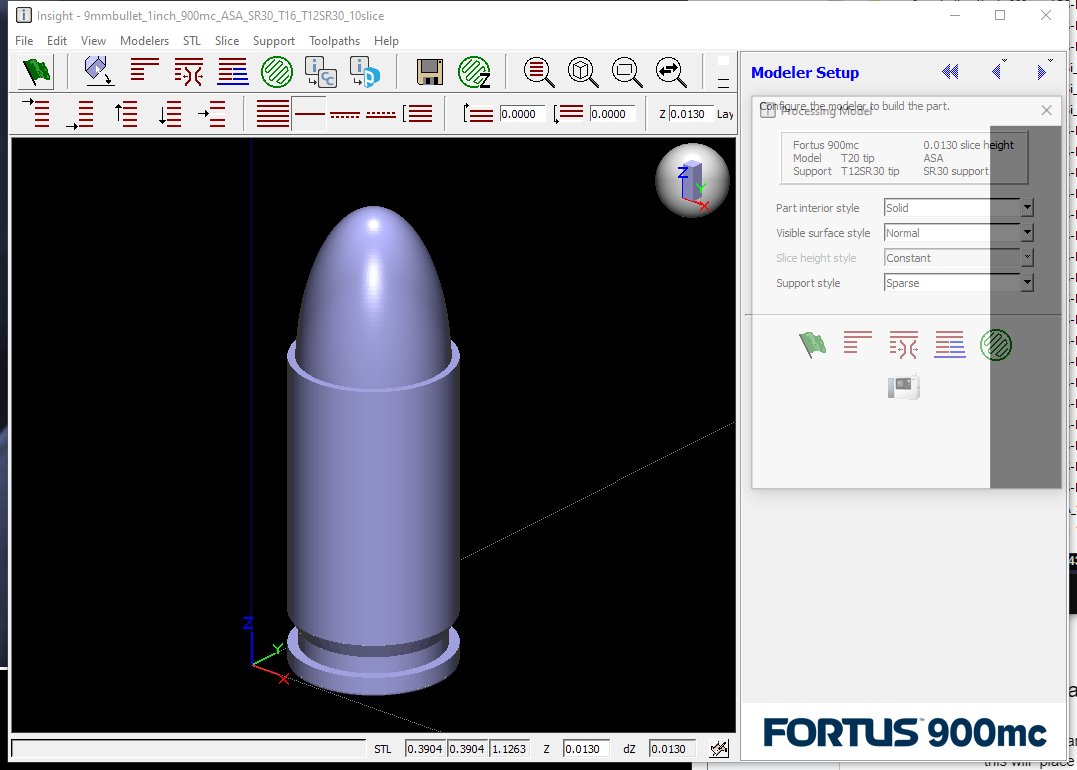 Insight - 9mmbullet_1inch_900mc_ASA_SR30_T16_T12SR30_10slice
File Edit View Modelers STL Slice Support Toolpaths Help
0.0000 0.0000 Z 0.0130 Lay
Modeler Setup
Configure the modeler to build the part.
Processing Model
Fortus 900mc 0.0130 slice height
Model T20 tip ASA
Support T12SR30 tip SR30 support
Part interior style Solid
Visible surface style Normal
Slice height style Constant
Support style Sparse
Z
Y
X
Z
Y
X
FORTUS™ 900mc
STL 0.3904 0.3904 1.1263 Z 0.0130 dZ 0.0130
this will place